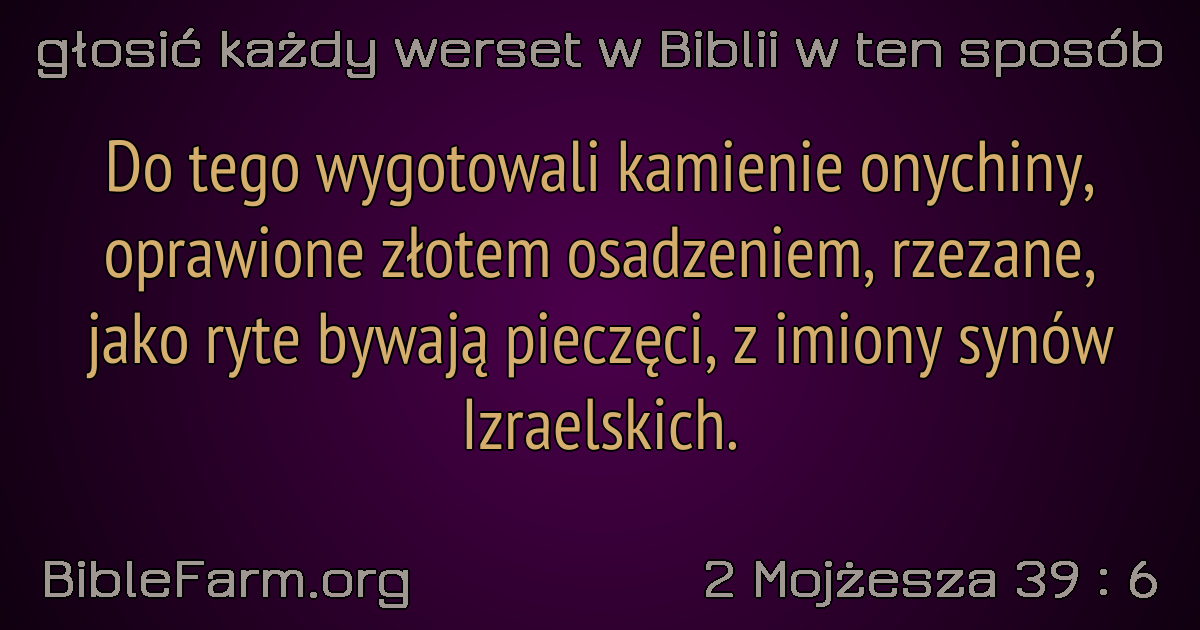 głosić każdy werset w Biblii w ten sposób
Do tego wygotowali kamienie onychiny,
oprawione złotem osadzeniem, rzezane,
jako ryte bywają pieczęci, z imiony synów
Izraelskich.
BibleFarm.org
2 Mojżesza 39 : 6